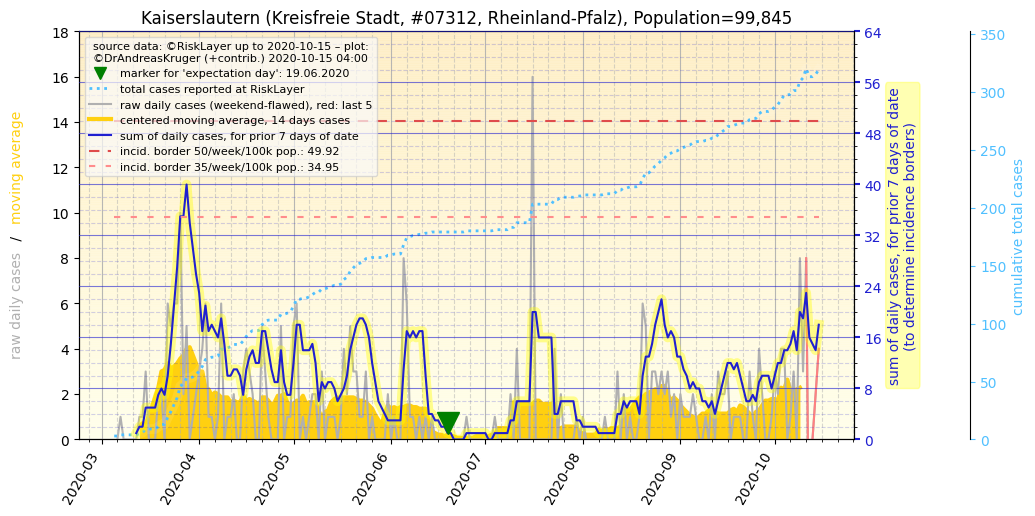 Kaiserslautern (Kreisfreie Stadt, #07312, Rheinland-Pfalz), Population=99,845
source data: ©RiskLayer up to 2020-10-15 – plot:
©DrAndreasKruger (+contrib.) 2020-10-15 04:00
marker for 'expectation day': 19.06.2020
total cases reported at RiskLayer
raw daily cases (weekend-flawed), red: last 5
centered moving average, 14 days cases
sum of daily cases, for prior 7 days of date
incid. border 50/week/100k pop.: 49.92
incid. border 35/week/100k pop.: 34.95
raw daily cases / moving average
18
16
14
12
10
8
6
4
2
0
64
56
48
40
32
24
16
8
0
sum of daily cases, for prior 7 days of date
(to determine incidence borders)
350
300
250
200
150
100
50
0
cumulative total cases
2020-03
2020-04
2020-05
2020-06
2020-07
2020-08
2020-09
2020-10